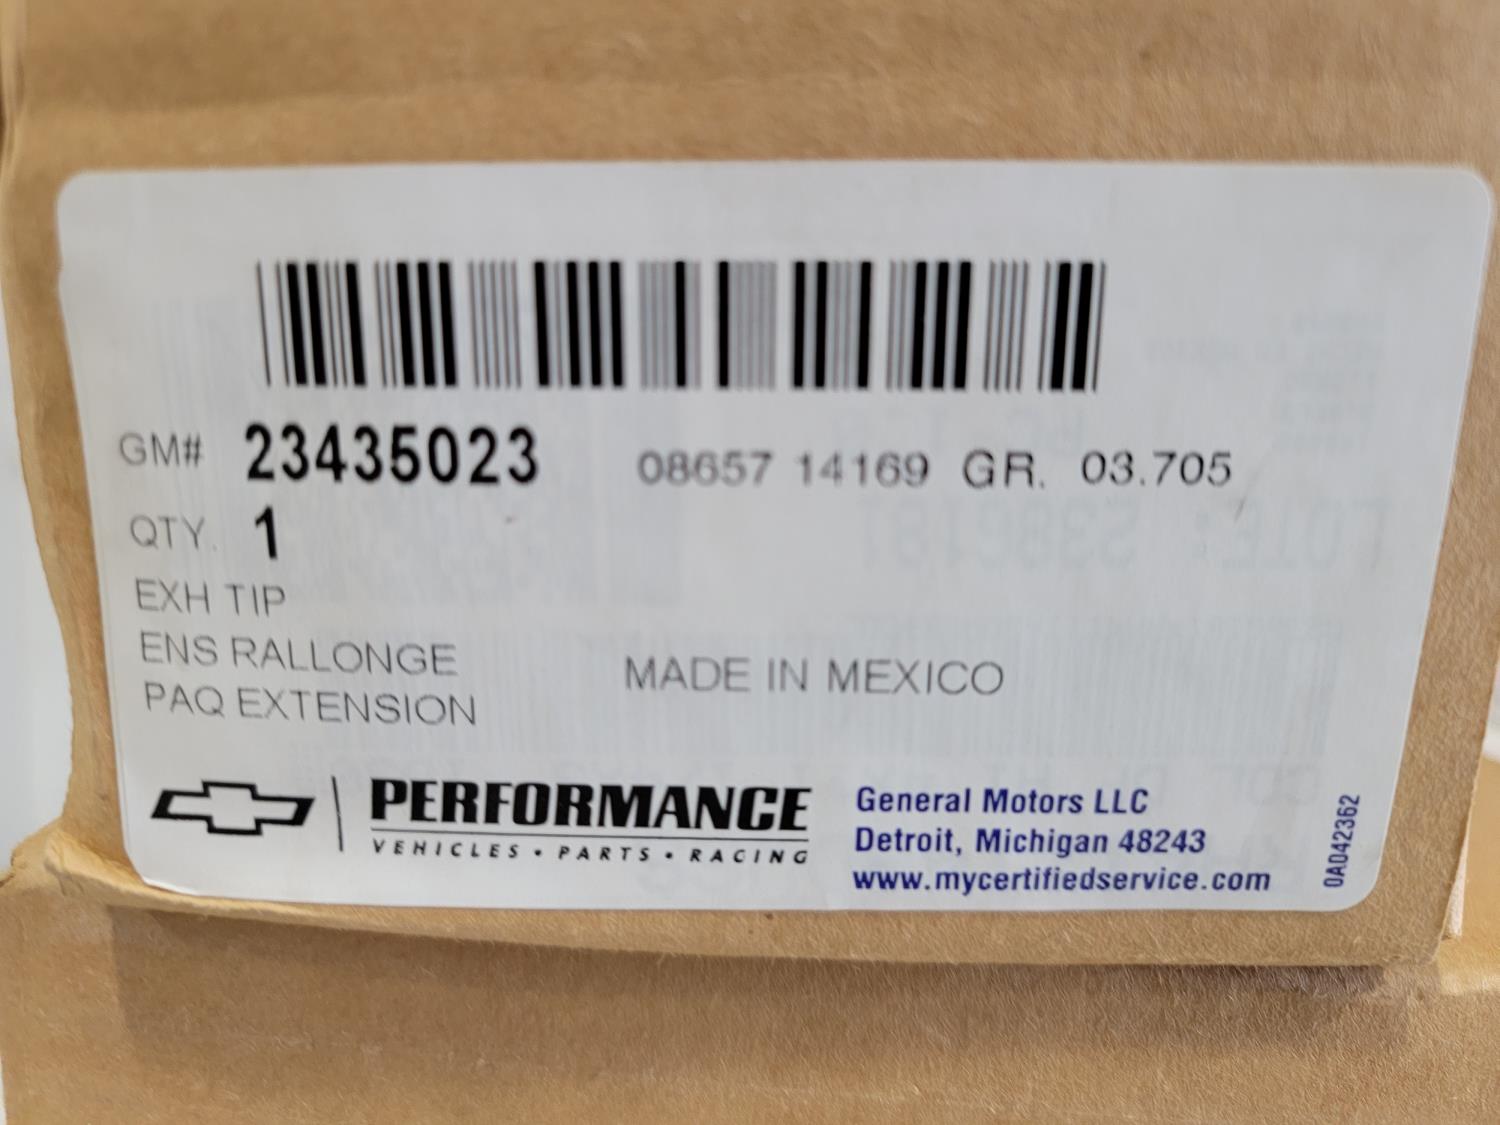 GM# 23435023 08657 14169 GR. 03.705
QTY. 1
EXH TIP
ENS RALLONGE
PAQ EXTENSION
MADE IN MEXICO
PERFORMANCE
VEHICLES • PARTS • RACING
General Motors LLC
Detroit, Michigan 48243
www.mycertifiedservice.com
0A042362